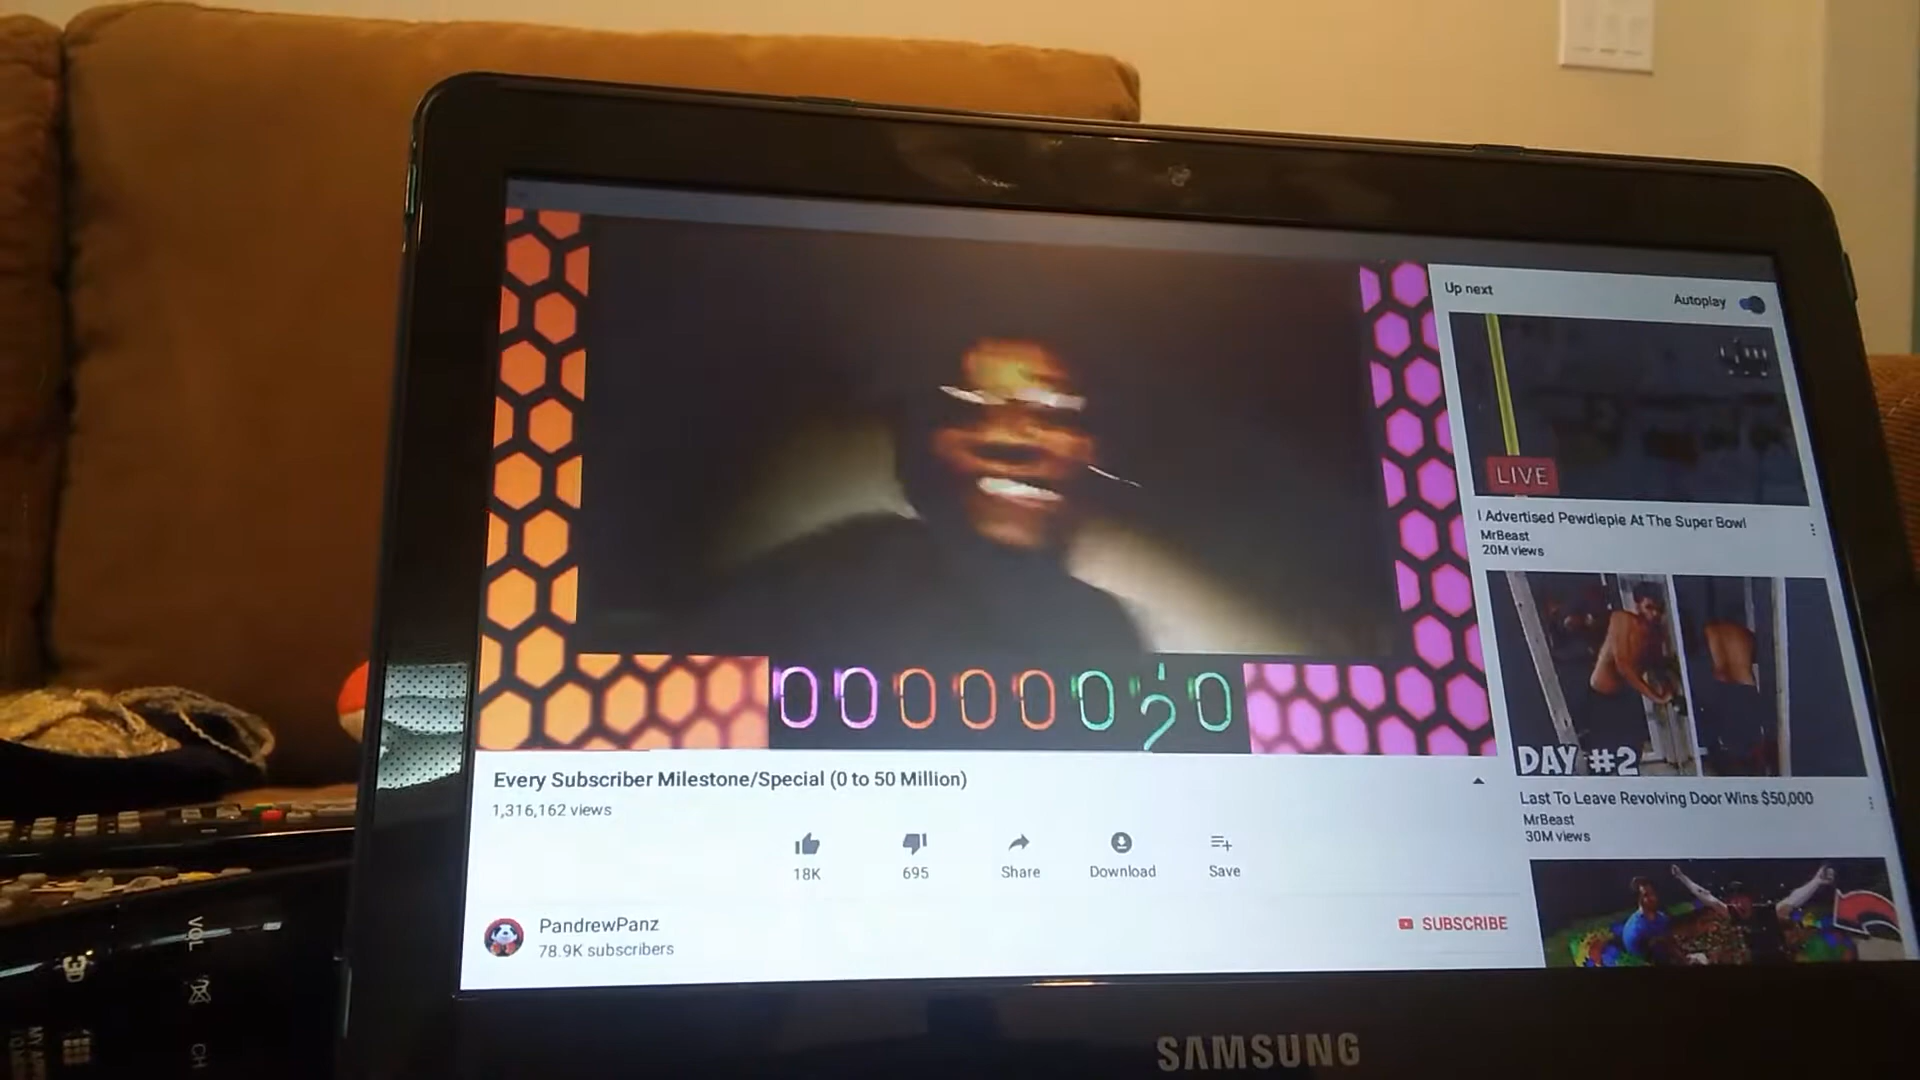 Up next
Autoplay
LIVE
I Advertised Pewdiepie At The Super Bowl
MrBeast
20M views
DAY #2
Last To Leave Revolving Door Wins $50,000
MrBeast
30M views
Every Subscriber Milestone/Special (0 to 50 Million)
1,316,162 views
18K
695
Share
Download
Save
PandrewPanz
78.9K subscribers
SUBSCRIBE
SAMSUNG
VOL
3D
CH